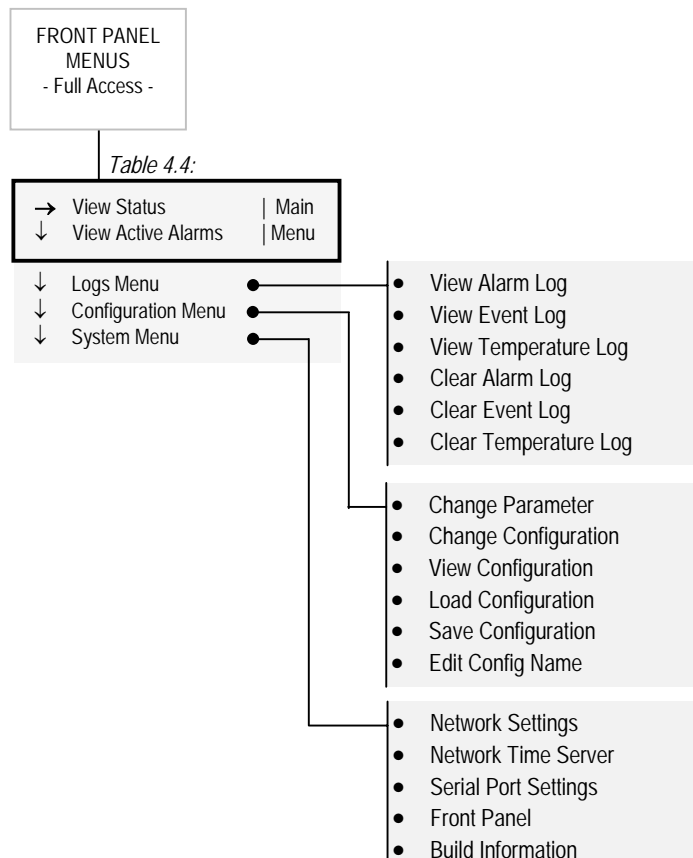 FRONT PANEL
MENUS
- Full Access -
Table 4.4:
→ View Status | Main
↓ View Active Alarms | Menu
↓ Logs Menu
↓ Configuration Menu
↓ System Menu
• View Alarm Log
• View Event Log
• View Temperature Log
• Clear Alarm Log
• Clear Event Log
• Clear Temperature Log
• Change Parameter
• Change Configuration
• View Configuration
• Load Configuration
• Save Configuration
• Edit Config Name
• Network Settings
• Network Time Server
• Serial Port Settings
• Front Panel
• Build Information